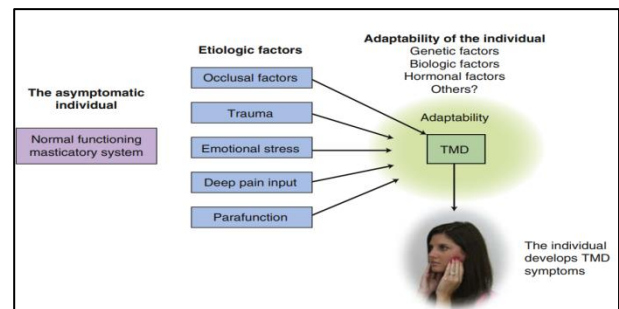 The asymptomatic
individual
Normal functioning
masticatory system
Etiologic factors
Occlusal factors
Trauma
Emotional stress
Deep pain input
Parafunction
Adaptability of the individual
Genetic factors
Biologic factors
Hormonal factors
Others?
Adaptability
TMD
The individual
develops TMD
symptoms